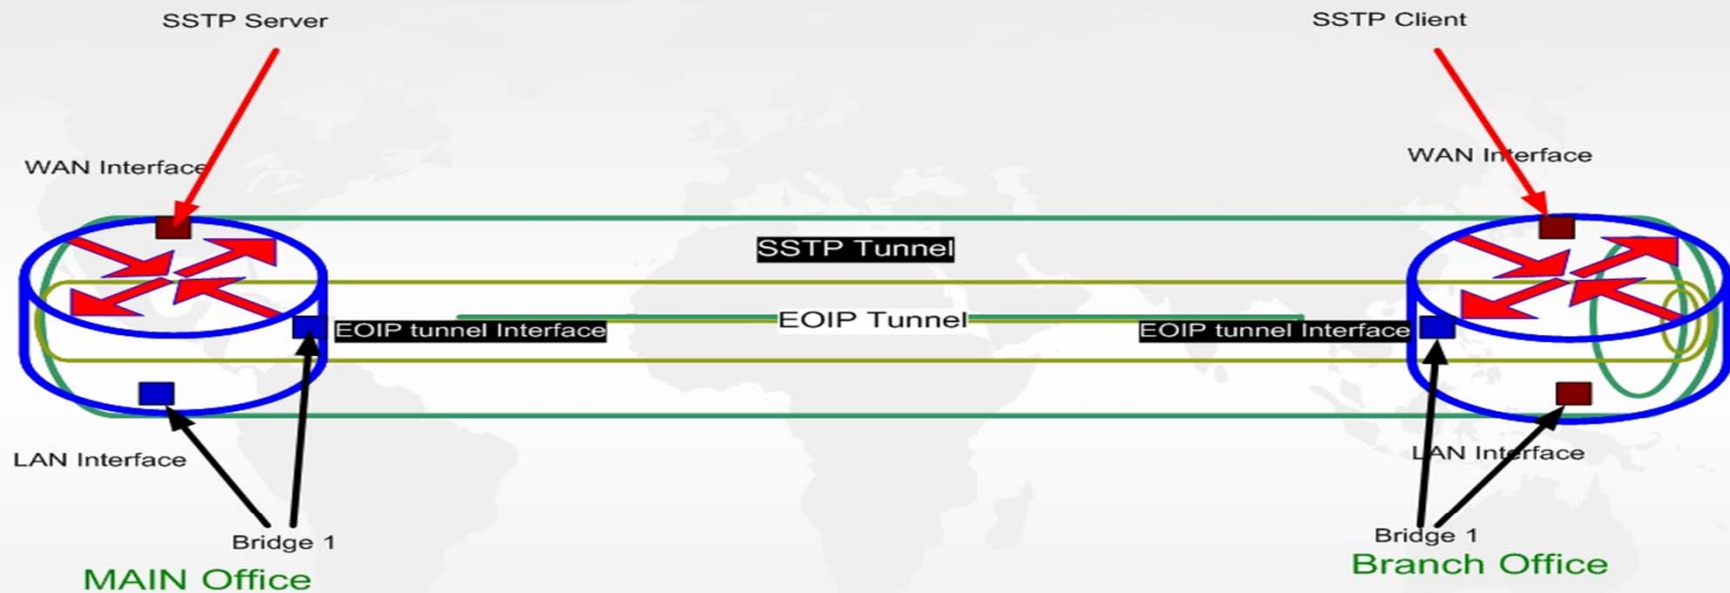 SSTP Server
SSTP Client
WAN Interface
WAN Interface
SSTP Tunnel
EOIP Tunnel
EOIP tunnel Interface
EOIP tunnel Interface
LAN Interface
LAN Interface
Bridge 1
Bridge 1
MAIN Office
Branch Office